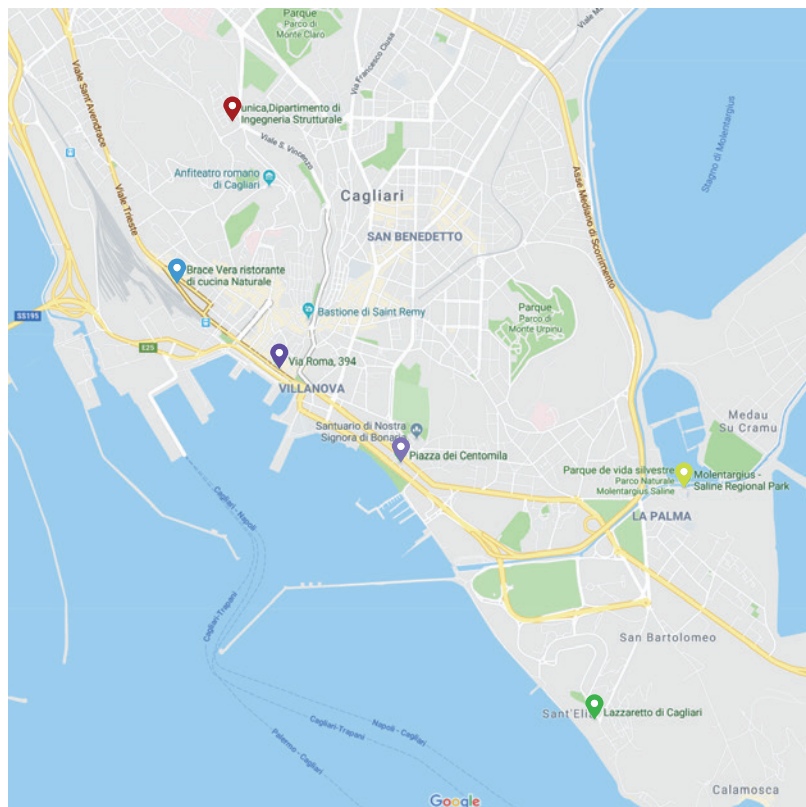 Parque
Parco di
Monte Claro
Via Francesco Ciusa
Viale Sant'Avendrace
unica,Dipartimento di
Ingegneria Strutturale
Viale S. Vincenzo
Stagno di Molentargius
Anfiteatro romano
di Cagliari
Cagliari
Asse Mediano di Scorrimento
Viale Trieste
SAN BENEDETTO
Brace Vera ristorante
di cucina Naturale
Bastione di Saint Remy
Parque
Parco di
Monte Urpinu
SS195
E25
Via Roma, 394
VILLANOVA
Medau
Su Cramu
Santuario di Nostra
Signora di Bonaria
Piazza dei Centomila
Parque de vida silvestre
Parco Naturale
Molentargius Saline
Molentargius -
Saline Regional Park
LA PALMA
Cagliari - Napoli
Cagliari-Trapani
San Bartolomeo
Sant'Elia
Lazzaretto di Cagliari
Napoli - Cagliari
Cagliari-Trapani
Palermo - Cagliari
Calamosca
Google